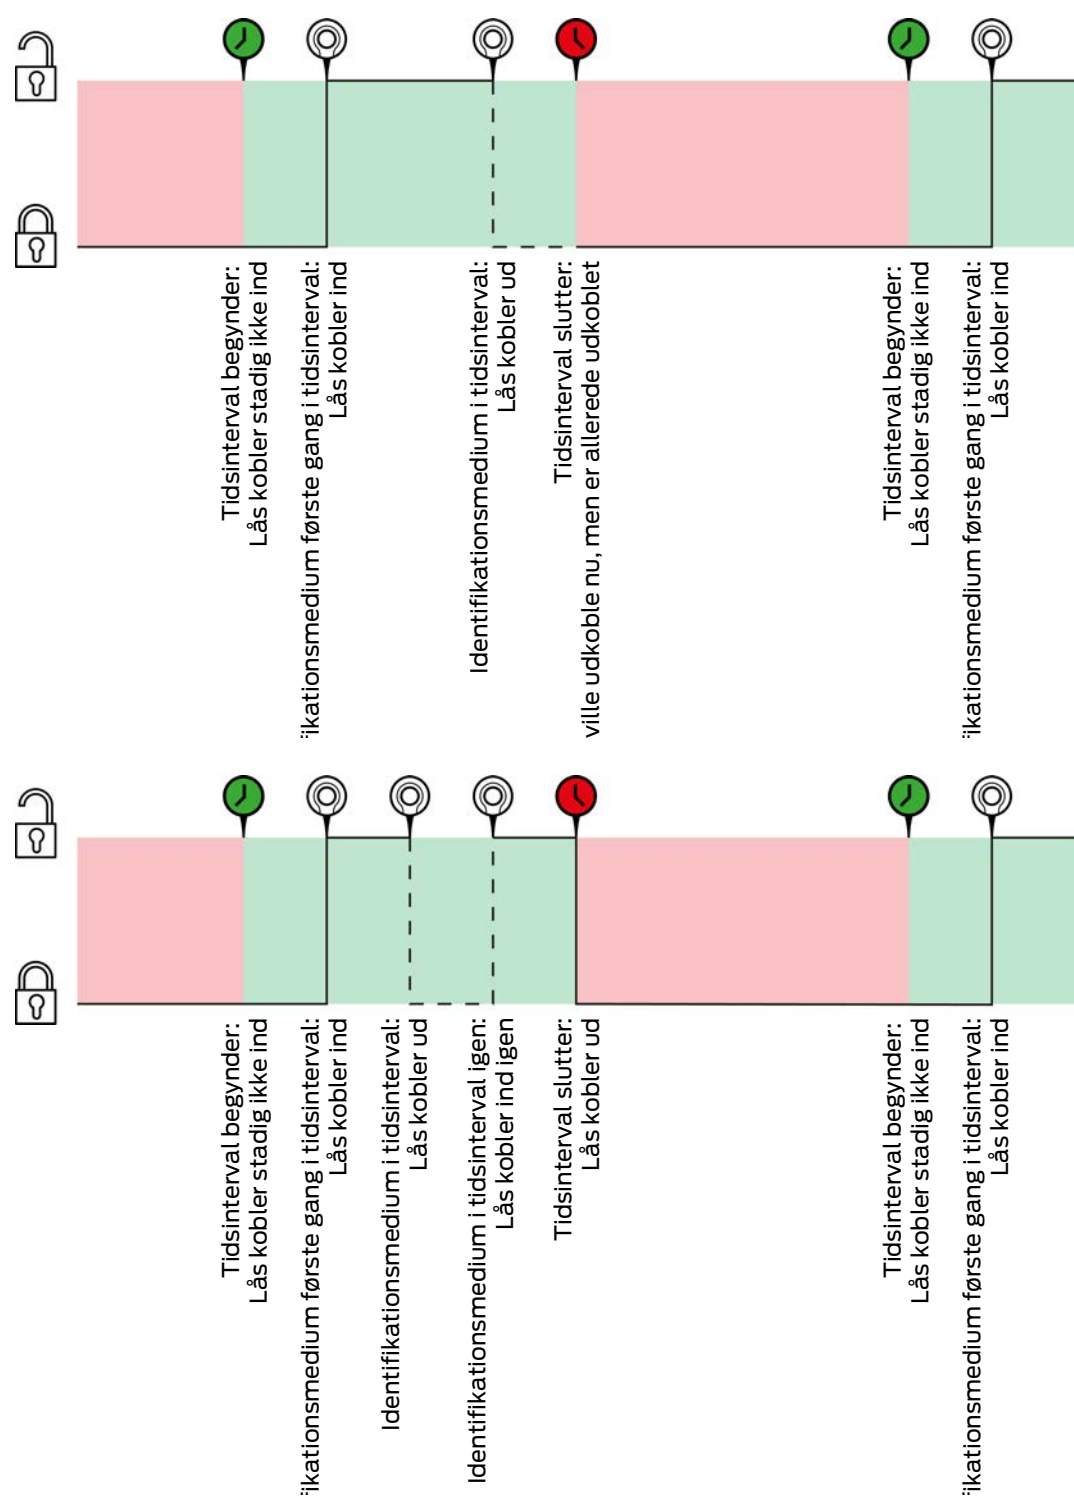 Tidsinterval begynder:
Lås kobler stadig ikke ind
første gang i tidsinterval:
Lås kobler ind
Identifikationsmedium i tidsinterval:
Lås kobler ud
Tidsinterval slutter:
ville udkoble nu, men er allerede udkoblet
Tidsinterval begynder:
Lås kobler stadig ikke ind
første gang i tidsinterval:
Lås kobler ind
Tidsinterval begynder:
Lås kobler stadig ikke ind
første gang i tidsinterval:
Lås kobler ind
Identifikationsmedium i tidsinterval:
Lås kobler ud
Identifikationsmedium i tidsinterval igen:
Lås kobler ind igen
Tidsinterval slutter:
Lås kobler ud
Tidsinterval begynder:
Lås kobler stadig ikke ind
første gang i tidsinterval:
Lås kobler ind